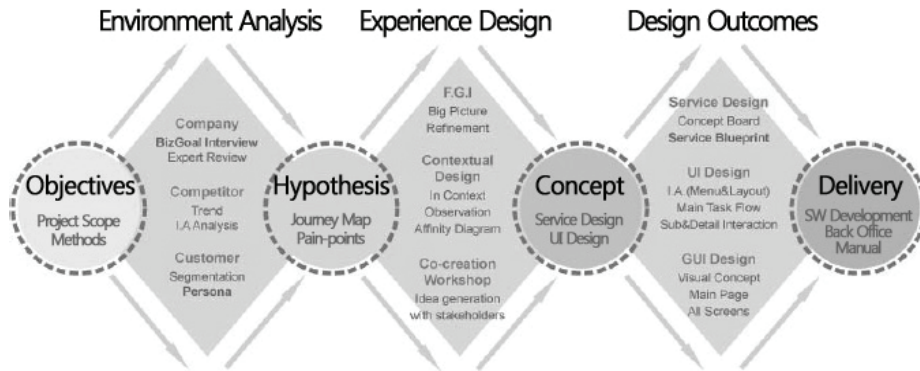 Environment Analysis
Experience Design
Design Outcomes
Objectives
Project Scope
Methods
Company
BizGoal Interview
Expert Review
Competitor
Trend
I.A Analysis
Customer
Segmentation
Persona
Hypothesis
Journey Map
Pain-points
F.G.I
Big Picture
Refinement
Contextual
Design
In Context
Observation
Affinity Diagram
Co-creation
Workshop
Idea generation
with stakeholders
Concept
Service Design
UI Design
Service Design
Concept Board
Service Blueprint
UI Design
I.A (Menu&Layout)
Main Task Flow
Sub&Detail Interaction
GUI Design
Visual Concept
Main Page
All Screens
Delivery
SW Development
Back Office
Manual